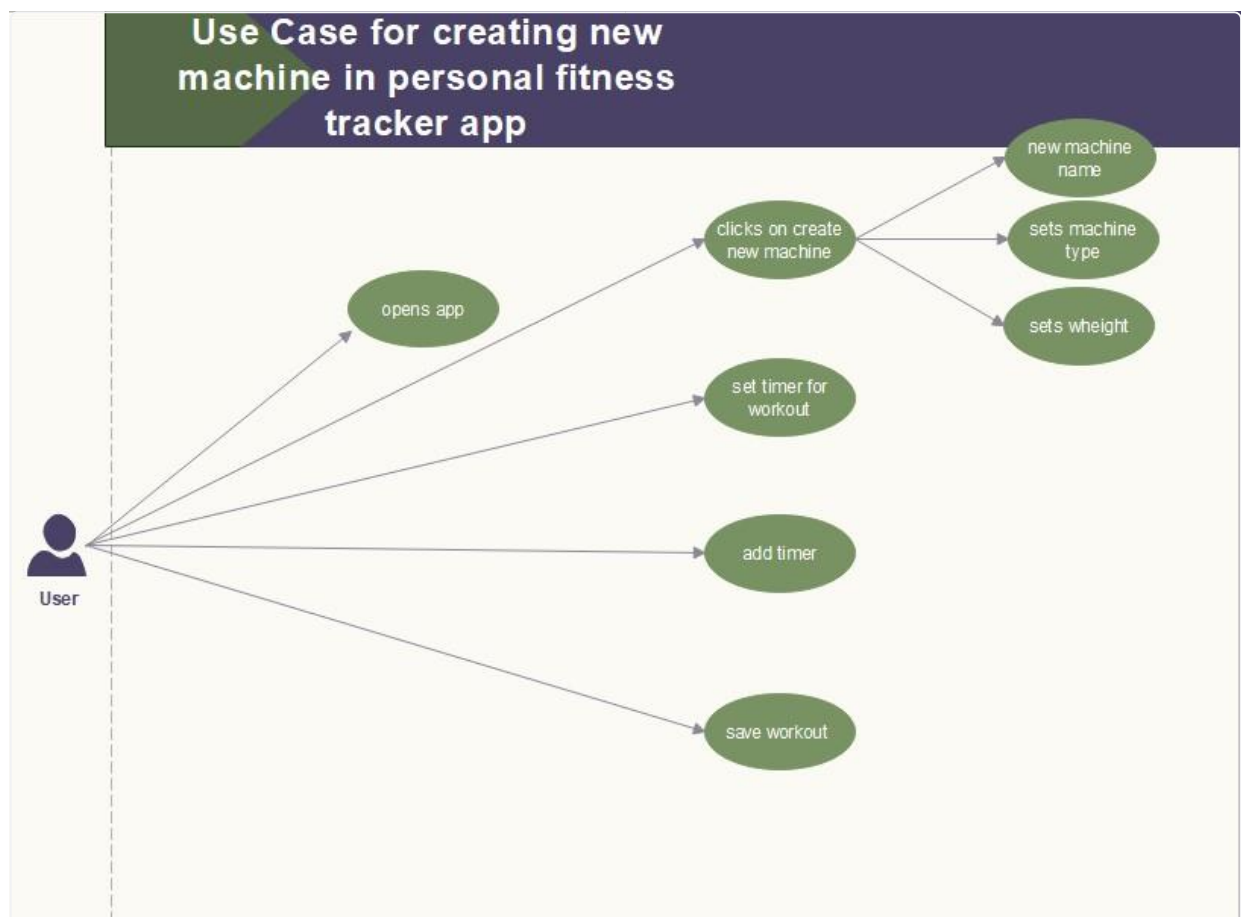 Use Case for creating new
machine in personal fitness
tracker app
new machine
name
clicks on create
new machine
sets machine
type
opens app
sets wheight
set timer for
workout
add timer
User
save workout